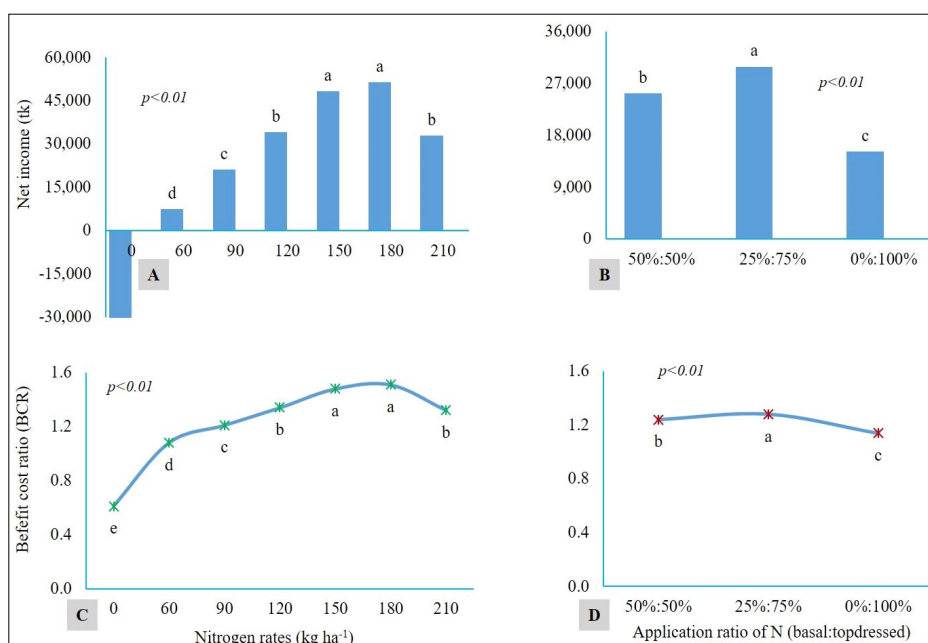 60,000
45,000
30,000
15,000
0
-15,000
-30,000
Net income (tk)
p<0.01
d
c
b
a
a
b
0 60 90 120 150 180 210
A
36,000
27,000
18,000
9,000
0
b
a
c
p<0.01
50%:50% 25%:75% 0%:100%
B
1.6
1.2
0.8
0.4
0.0
Befefit cost ratio (BCR)
p<0.01
e
d
c
b
a
a
b
0 60 90 120 150 180 210
C
Nitrogen rates (kg ha⁻¹)
1.6
1.2
0.8
0.4
0.0
p<0.01
b
a
c
50%:50% 25%:75% 0%:100%
D
Application ratio of N (basal:topdressed)